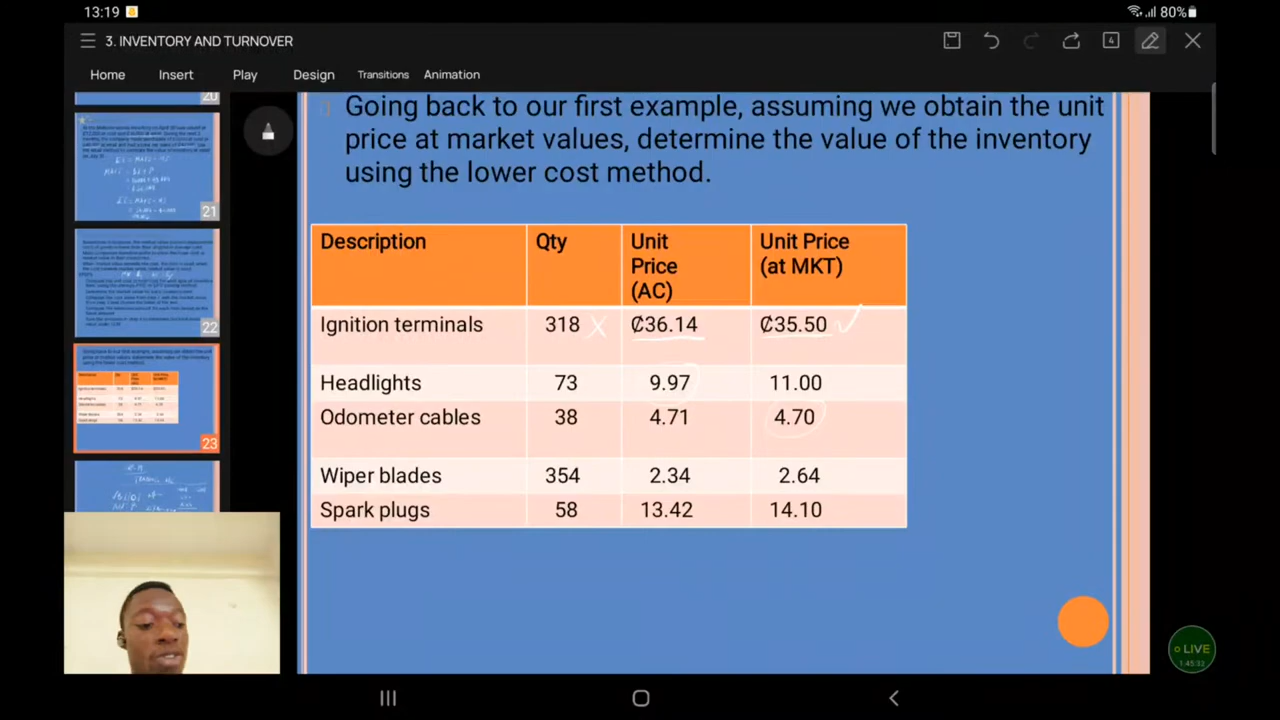 13:19
80%
3. INVENTORY AND TURNOVER
4
Home Insert Play Design Transitions Animation
20
21
22
23
Going back to our first example, assuming we obtain the unit
price at market values, determine the value of the inventory
using the lower cost method.
Description Qty Unit Price (AC) Unit Price (at MKT)
Ignition terminals 318 ₵36.14 ₵35.50
Headlights 73 9.97 11.00
Odometer cables 38 4.71 4.70
Wiper blades 354 2.34 2.64
Spark plugs 58 13.42 14.10
LIVE
1:45:32